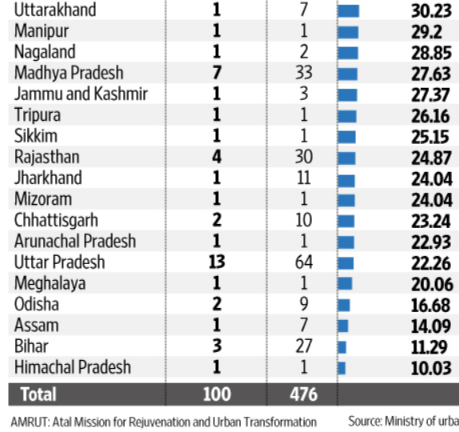 Uttarakhand 1 7 30.23
Manipur 1 1 29.2
Nagaland 1 2 28.85
Madhya Pradesh 7 33 27.63
Jammu and Kashmir 1 3 27.37
Tripura 1 1 26.16
Sikkim 1 1 25.15
Rajasthan 4 30 24.87
Jharkhand 1 11 24.04
Mizoram 1 1 24.04
Chhattisgarh 2 10 23.24
Arunachal Pradesh 1 1 22.93
Uttar Pradesh 13 64 22.26
Meghalaya 1 1 20.06
Odisha 2 9 16.68
Assam 1 7 14.09
Bihar 3 27 11.29
Himachal Pradesh 1 1 10.03
Total 100 476
AMRUT: Atal Mission for Rejuvenation and Urban Transformation Source: Ministry of urba